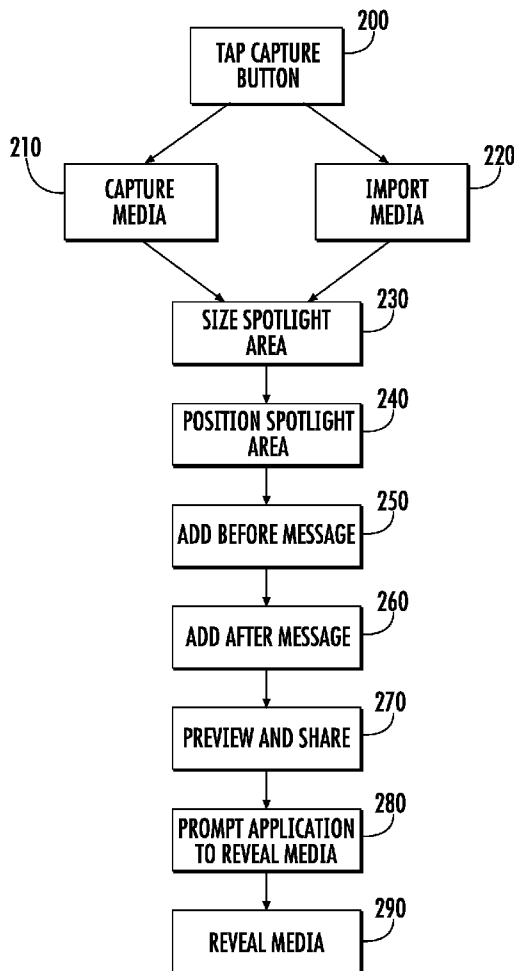 200
TAP CAPTURE
BUTTON
210
CAPTURE
MEDIA
220
IMPORT
MEDIA
230
SIZE SPOTLIGHT
AREA
240
POSITION SPOTLIGHT
AREA
250
ADD BEFORE MESSAGE
260
ADD AFTER MESSAGE
270
PREVIEW AND SHARE
280
PROMPT APPLICATION
TO REVEAL MEDIA
290
REVEAL MEDIA